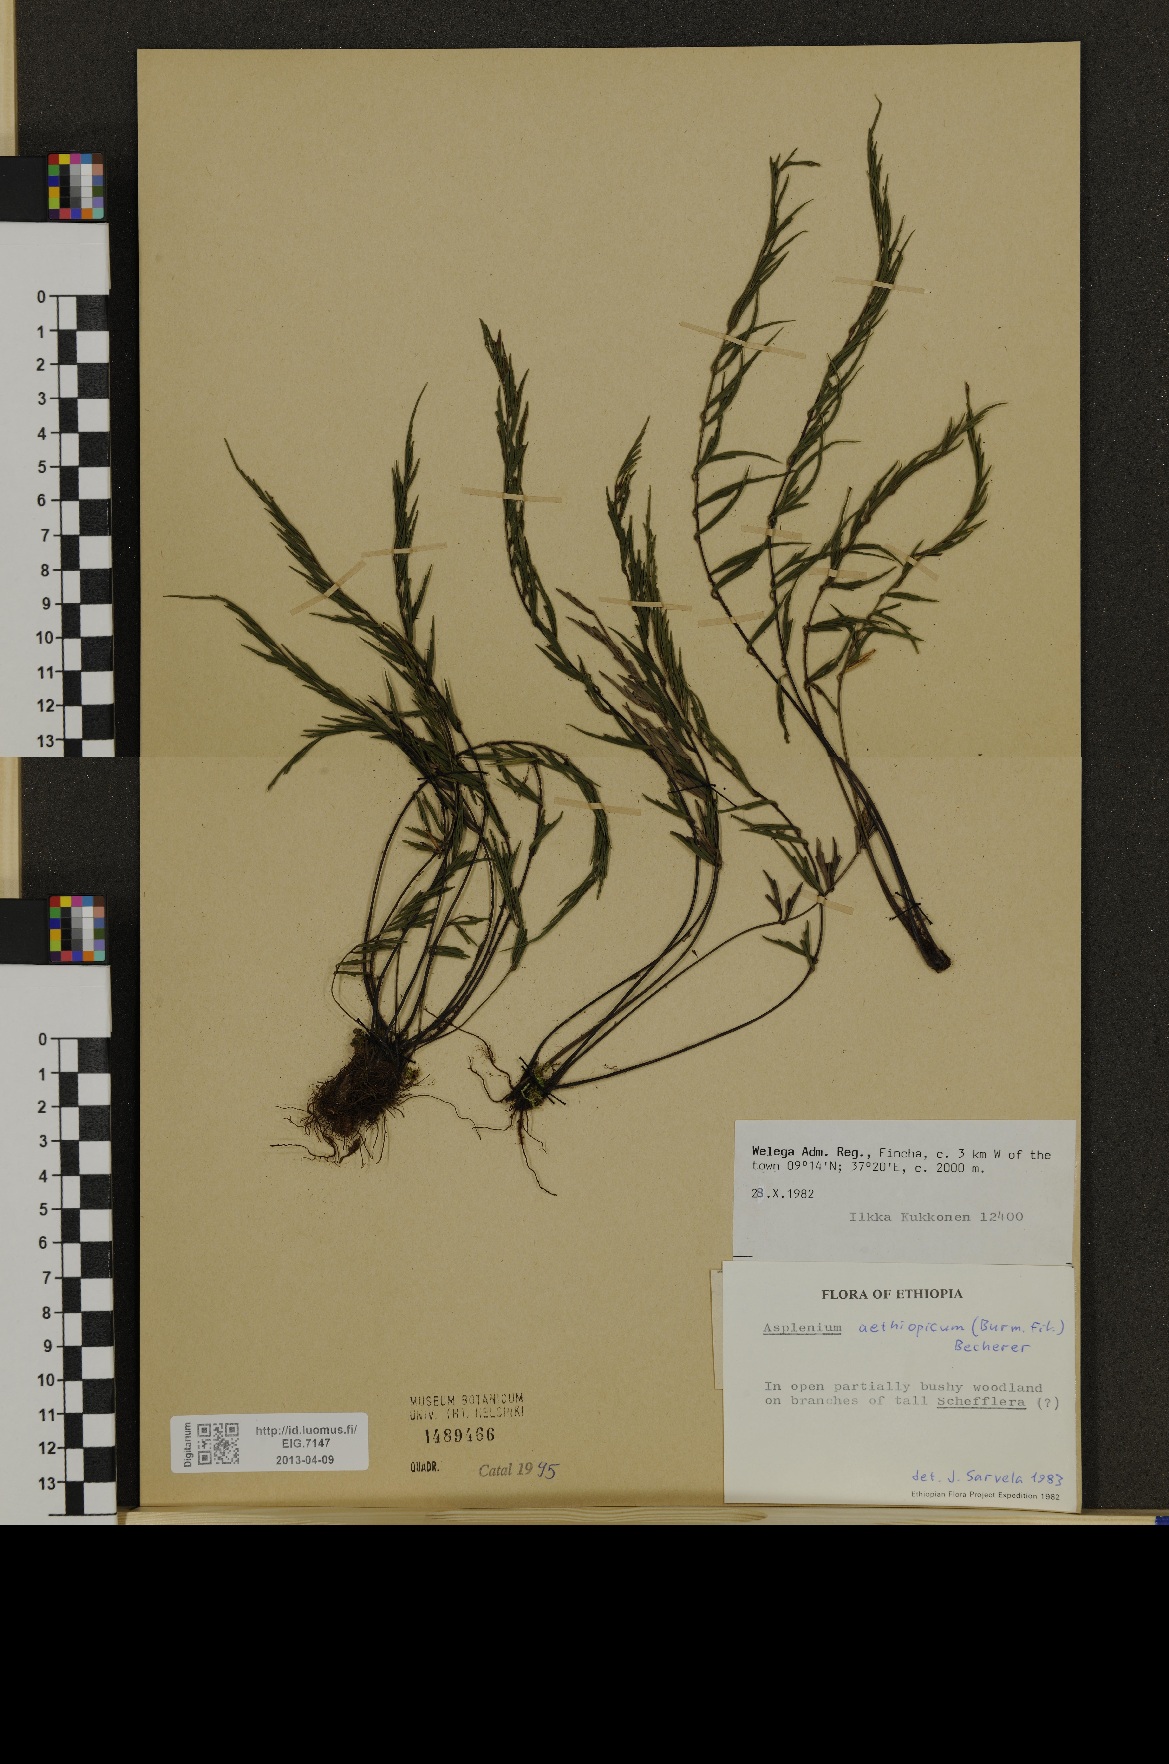 0
1
2
3
4
5
6
7
8
9
10
11
12
13
0
1
2
3
4
5
6
7
8
9
10
11
12
13
Welega Adm. Reg., Fincha, c. 3 km W of the
town 09°14'N; 37°20'E, c. 2000 m.
28.X.1982
Ilkka Kukkonen 12400
FLORA OF ETHIOPIA
Asplenium aethiopicum (Burm. fil.)
Becherer
In open partially bushy woodland
on branches of tall Schefflera (?)
det. J. Sarvela 1983
Ethiopian Flora Project Expedition 1982
MUSEUM BOTANICUM
UNIV. (H), HELSINKI
1489466
QUADR.
Catal 1995
Digitarium
http://id.luomus.fi/
EIG.7147
2013-04-09